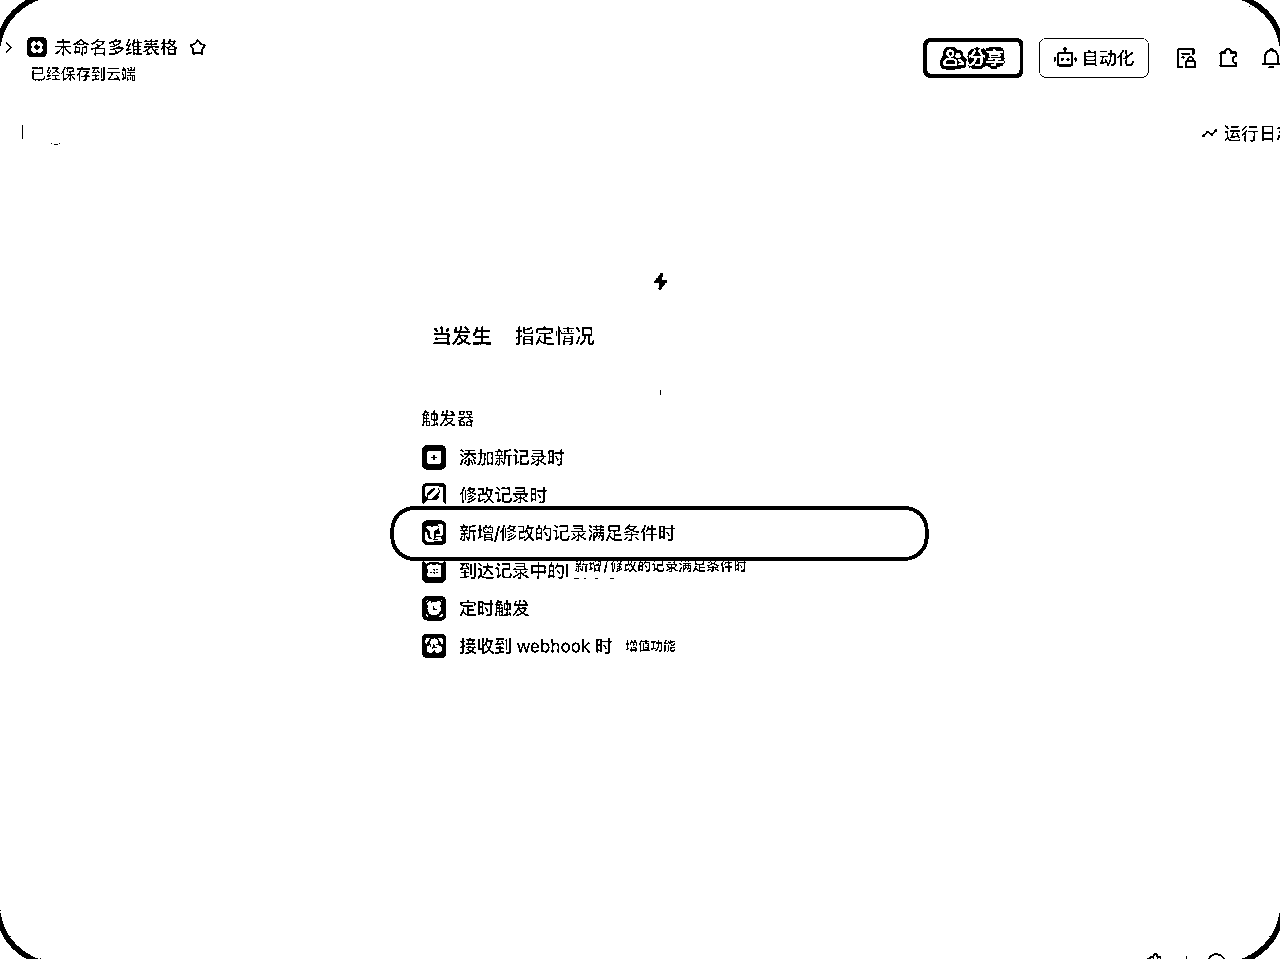 未命名多维表格
已经保存到云端
分享
自动化
运行日
当发生 指定情况
触发器
添加新记录时
修改记录时
新增/修改的记录满足条件时
到达记录中的
新增/修改的记录满足条件时
定时触发
接收到 webhook 时 增值功能